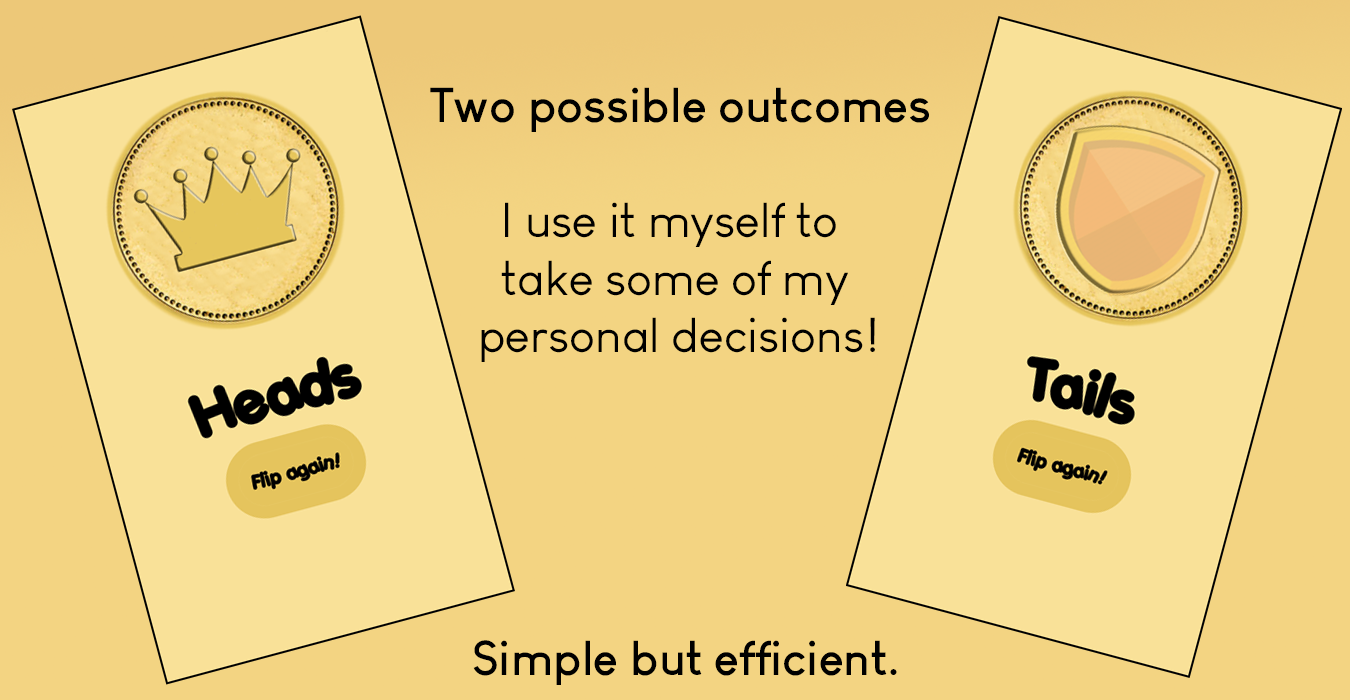 Two possible outcomes
I use it myself to
take some of my
personal decisions!
Heads
Flip again!
Tails
Flip again!
Simple but efficient.